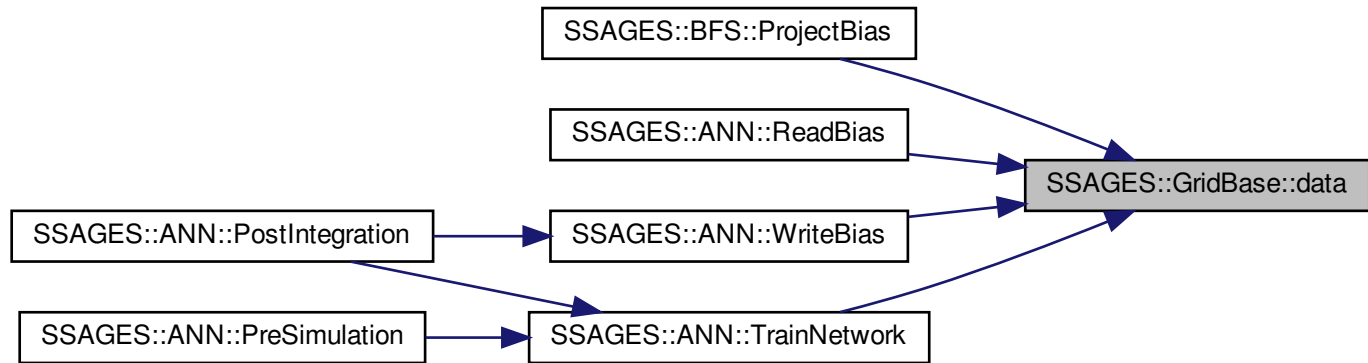 SSAGES::BFS::ProjectBias
SSAGES::ANN::ReadBias
SSAGES::GridBase::data
SSAGES::ANN::PostIntegration
SSAGES::ANN::WriteBias
SSAGES::ANN::PreSimulation
SSAGES::ANN::TrainNetwork